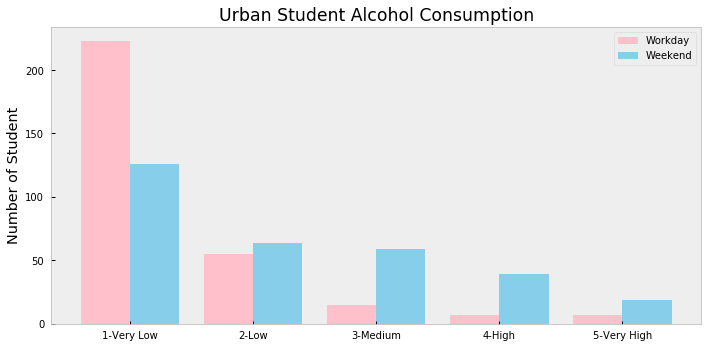 Urban Student Alcohol Consumption
Workday
Weekend
Number of Student
200
150
100
50
0
1-Very Low
2-Low
3-Medium
4-High
5-Very High